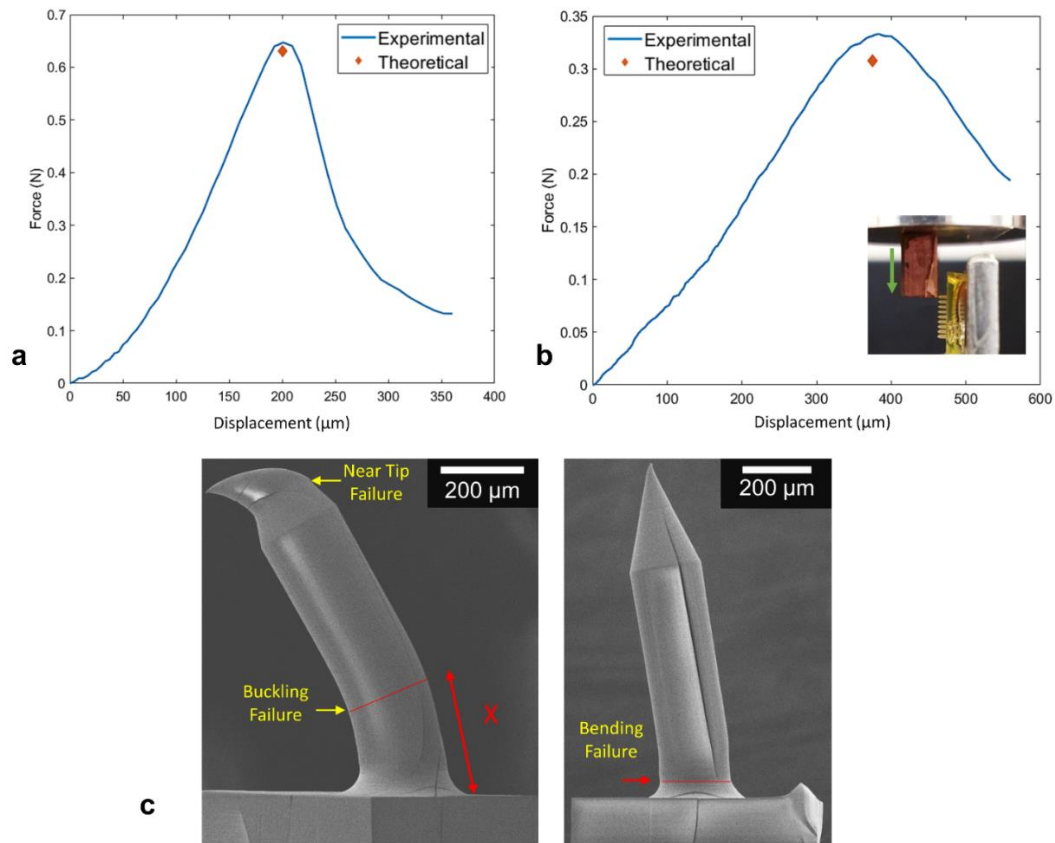 a
0.7
0.6
0.5
0.4
0.3
0.2
0.1
0
Force (N)
0 50 100 150 200 250 300 350 400
Displacement (µm)
Experimental
Theoretical
b
0.35
0.3
0.25
0.2
0.15
0.1
0.05
0
Force (N)
0 100 200 300 400 500 600
Displacement (µm)
Experimental
Theoretical
c
Near Tip
Failure
200 µm
Buckling
Failure
X
200 µm
Bending
Failure